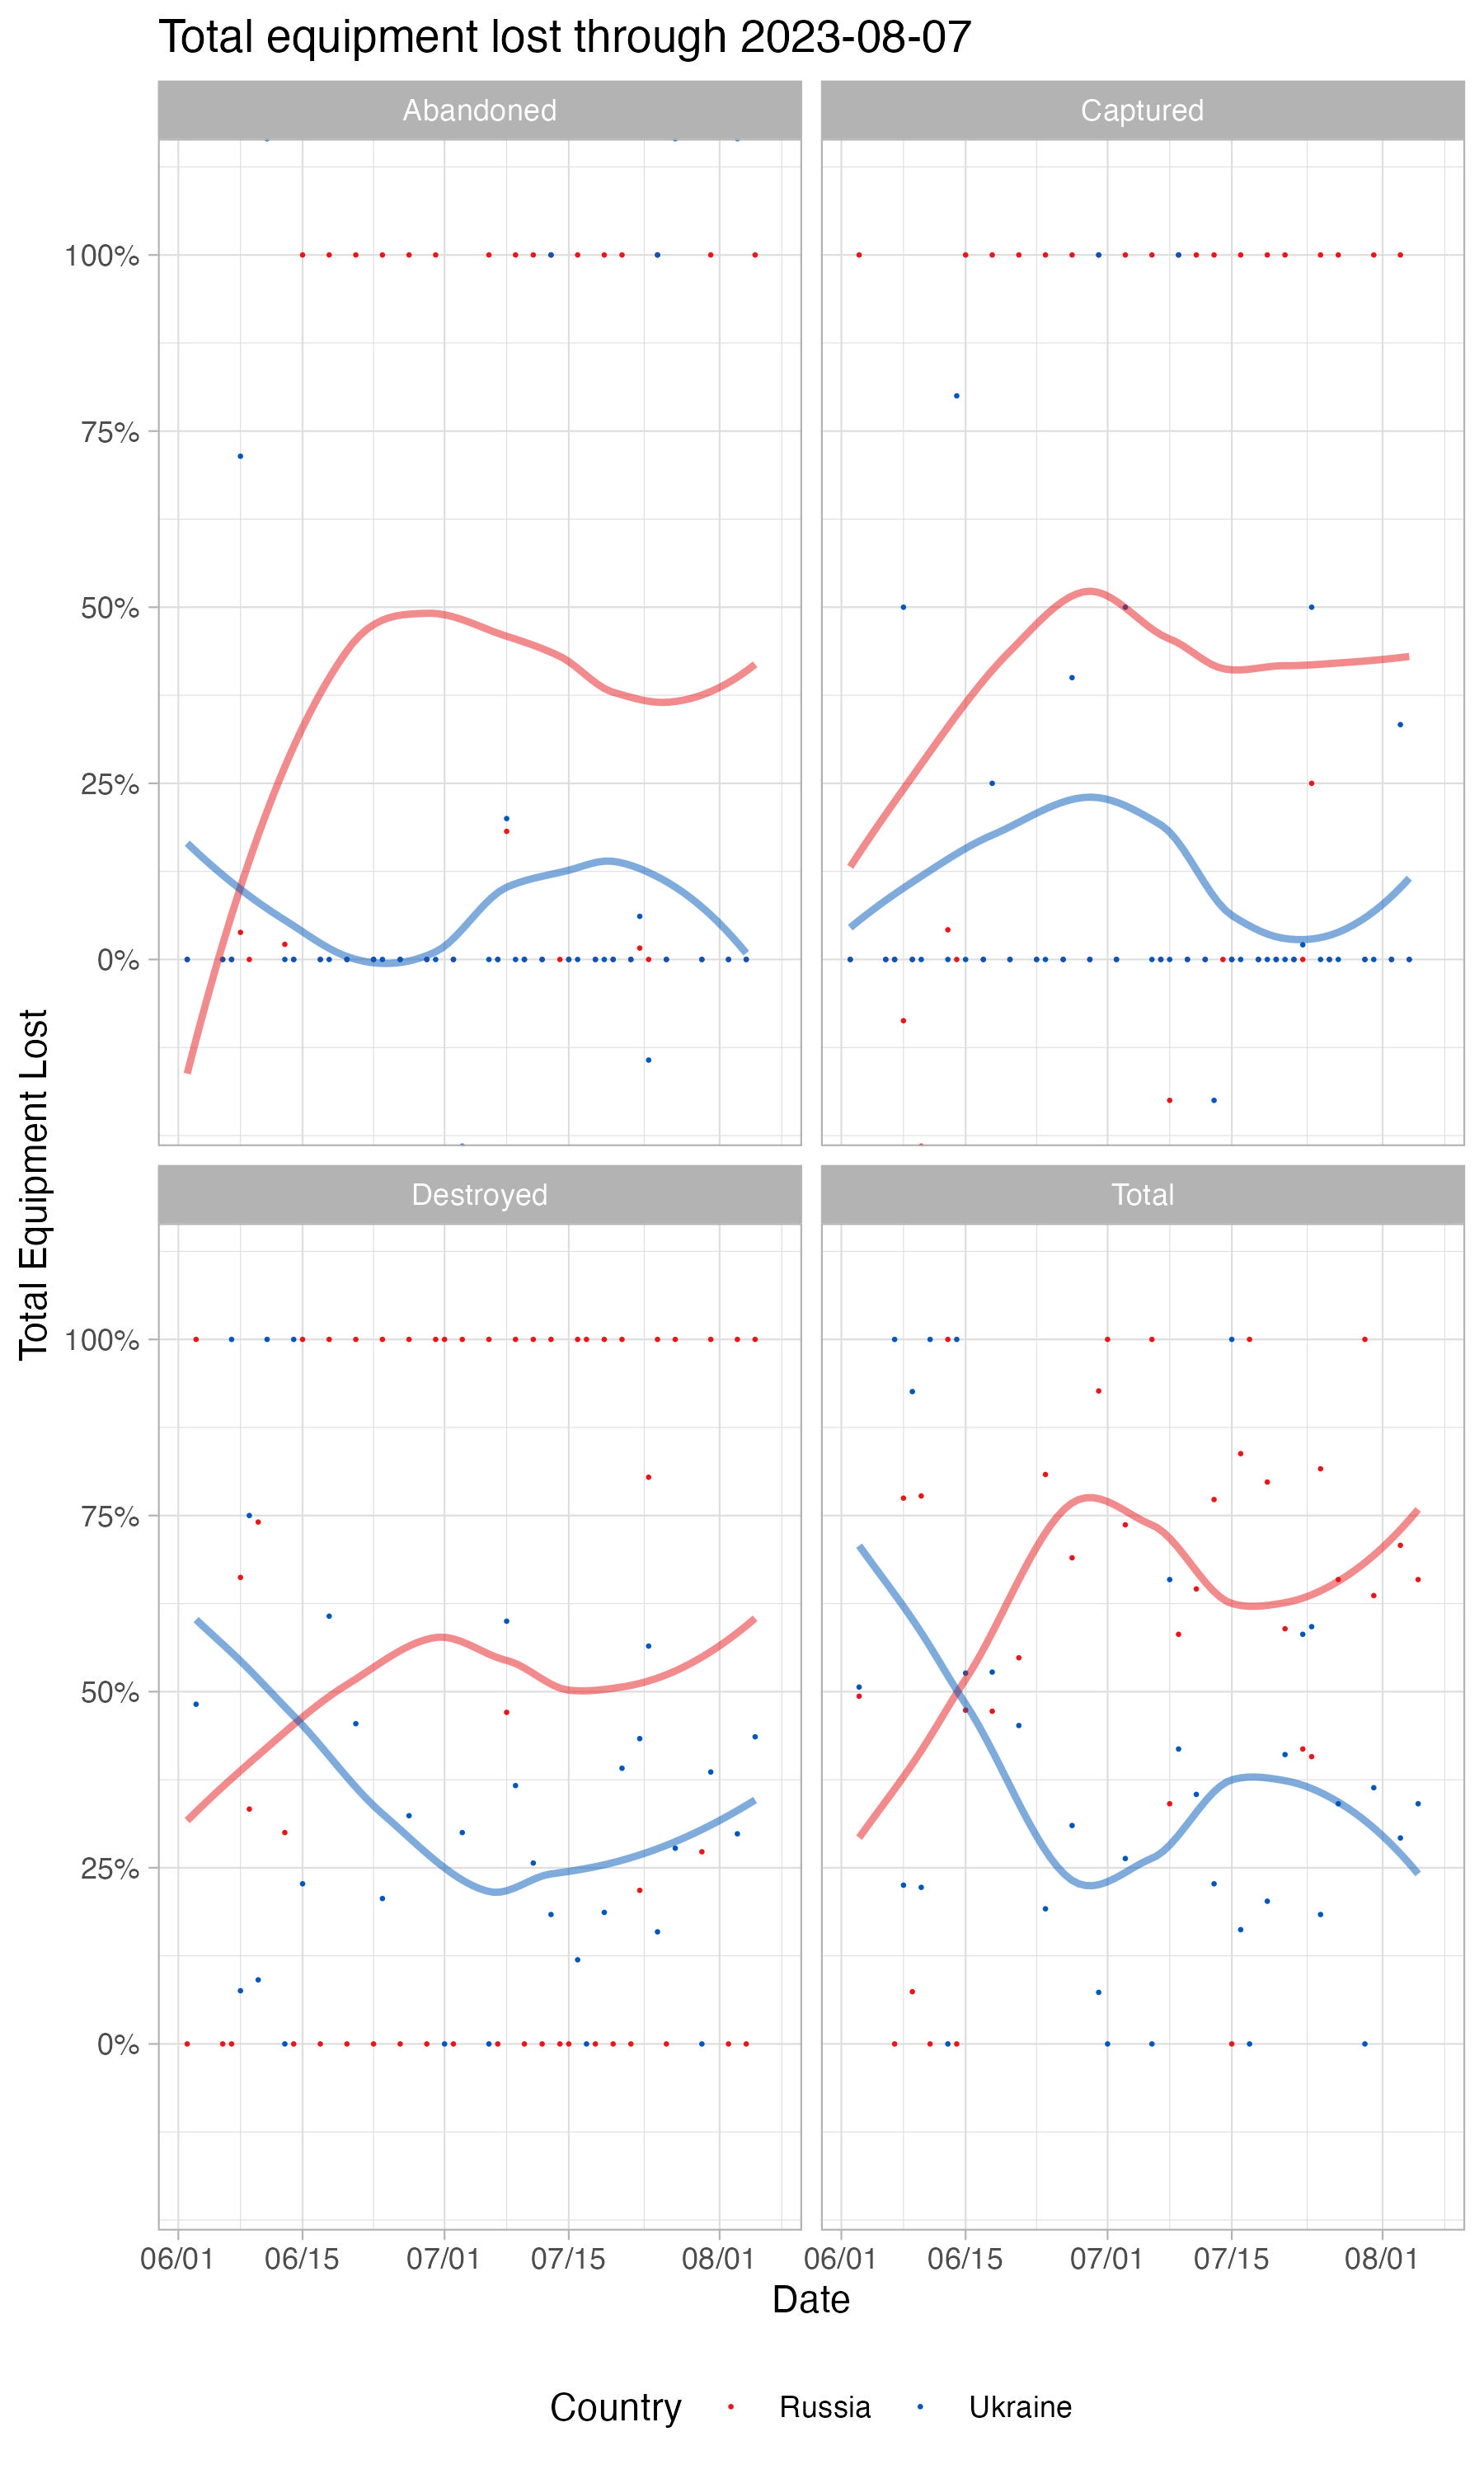 Total equipment lost through 2023-08-07
Abandoned
Captured
100%
75%
50%
25%
0%
Total Equipment Lost
Destroyed
Total
100%
75%
50%
25%
0%
06/01 06/15 07/01 07/15 08/01 06/01 06/15 07/01 07/15 08/01
Date
Country Russia Ukraine